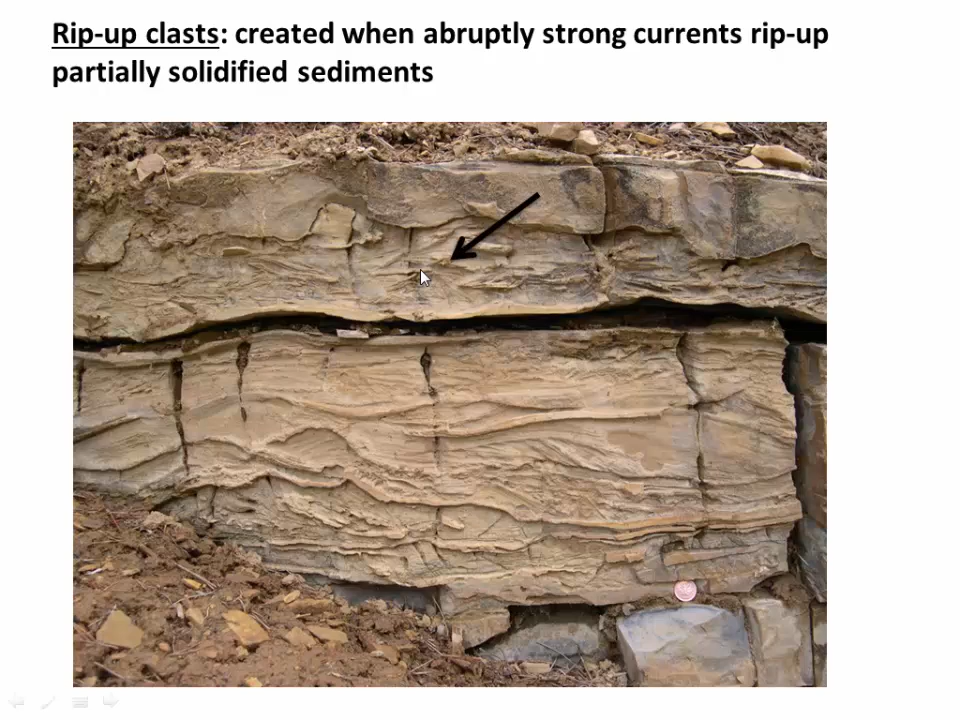 Rip-up clasts: created when abruptly strong currents rip-up
partially solidified sediments